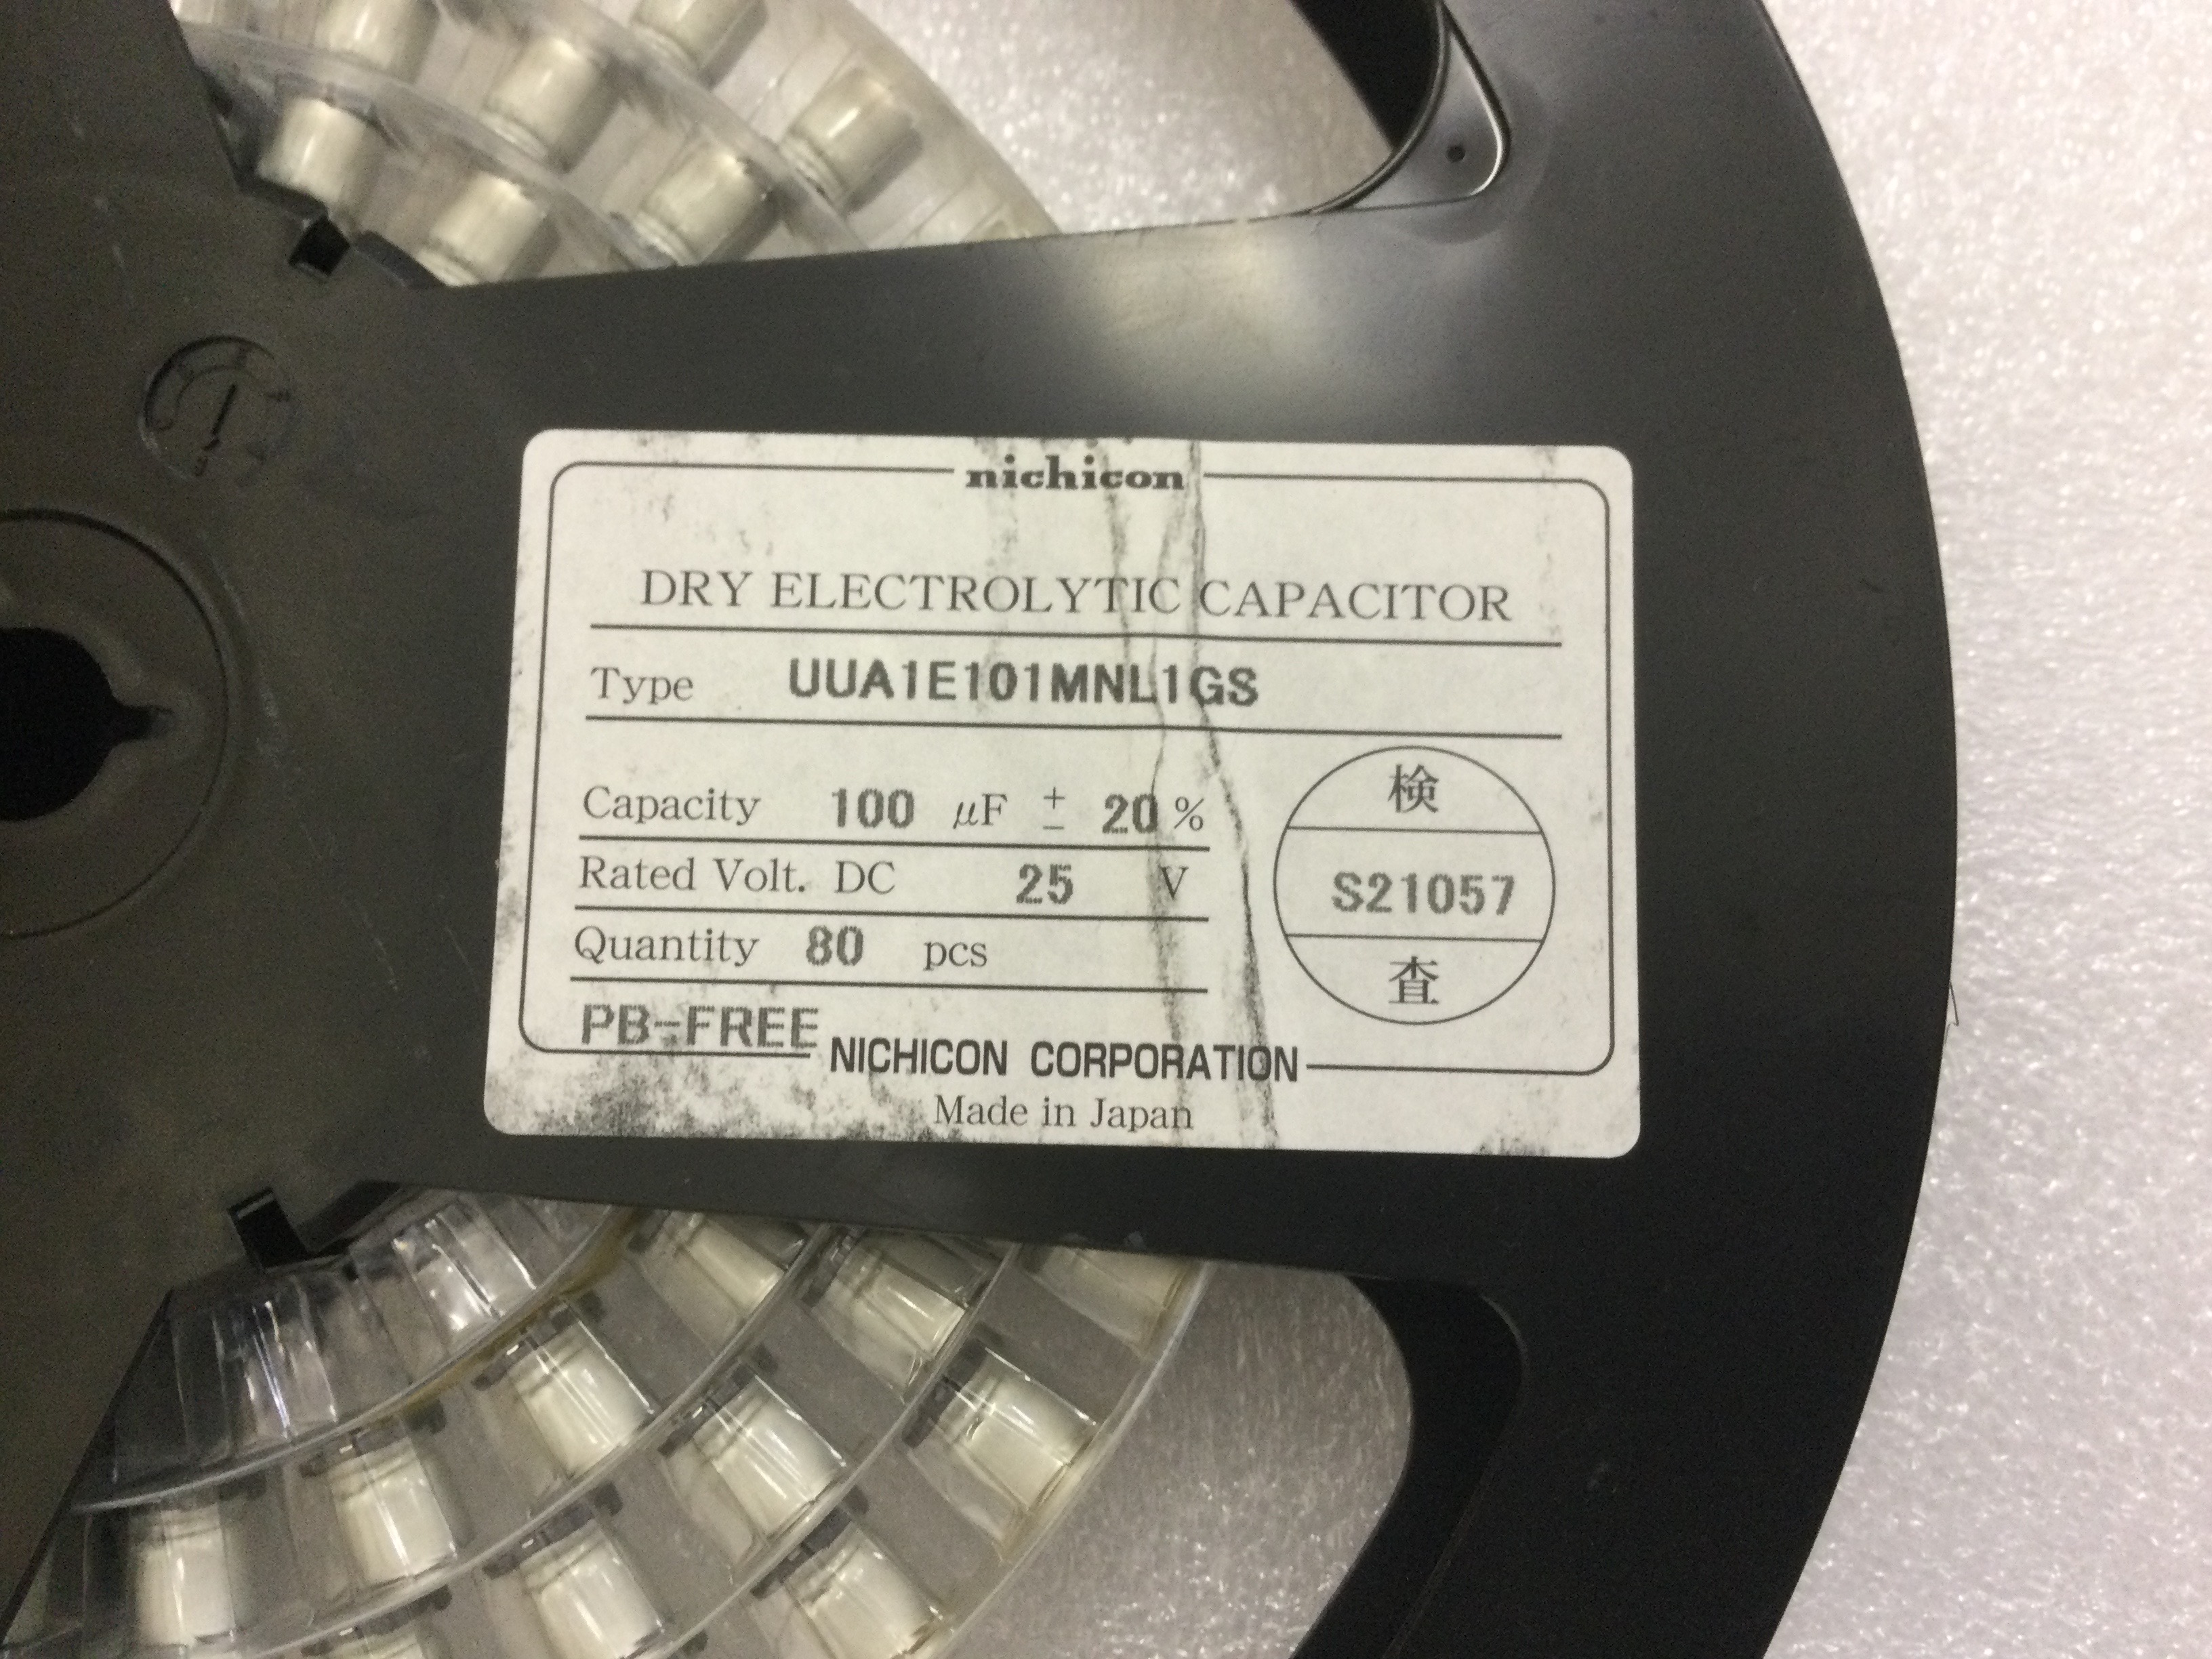 nichicon
DRY ELECTROLYTIC CAPACITOR
Type UUA1E101MNL1GS
Capacity 100 μF ± 20 %
Rated Volt. DC 25 V
Quantity 80 pcs
検
S21057
査
PB-FREE
NICHICON CORPORATION
Made in Japan